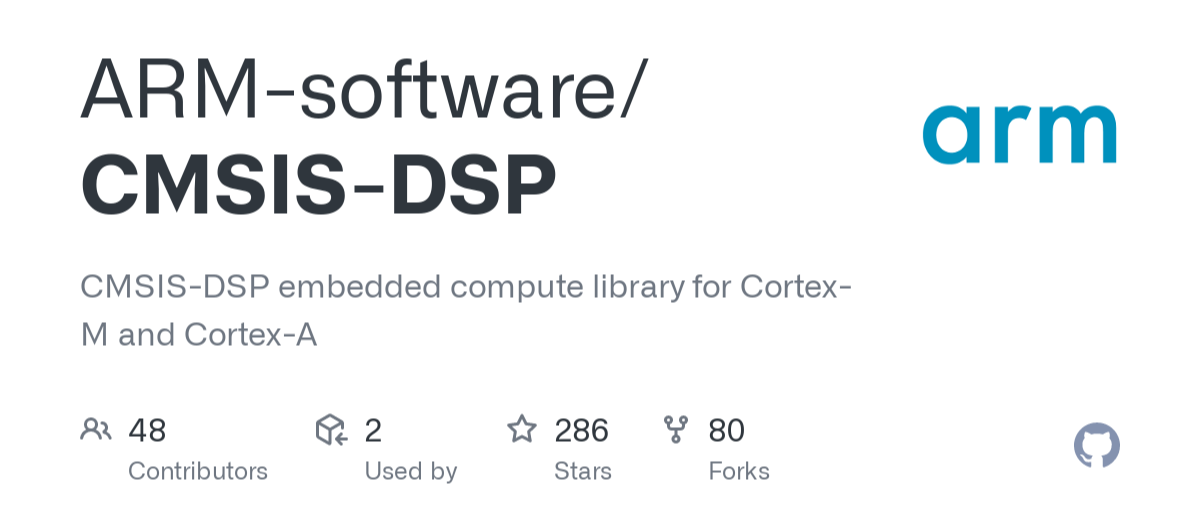 ARM-software/
CMSIS-DSP
arm
CMSIS-DSP embedded compute library for Cortex-
M and Cortex-A
48
Contributors
2
Used by
286
Stars
80
Forks